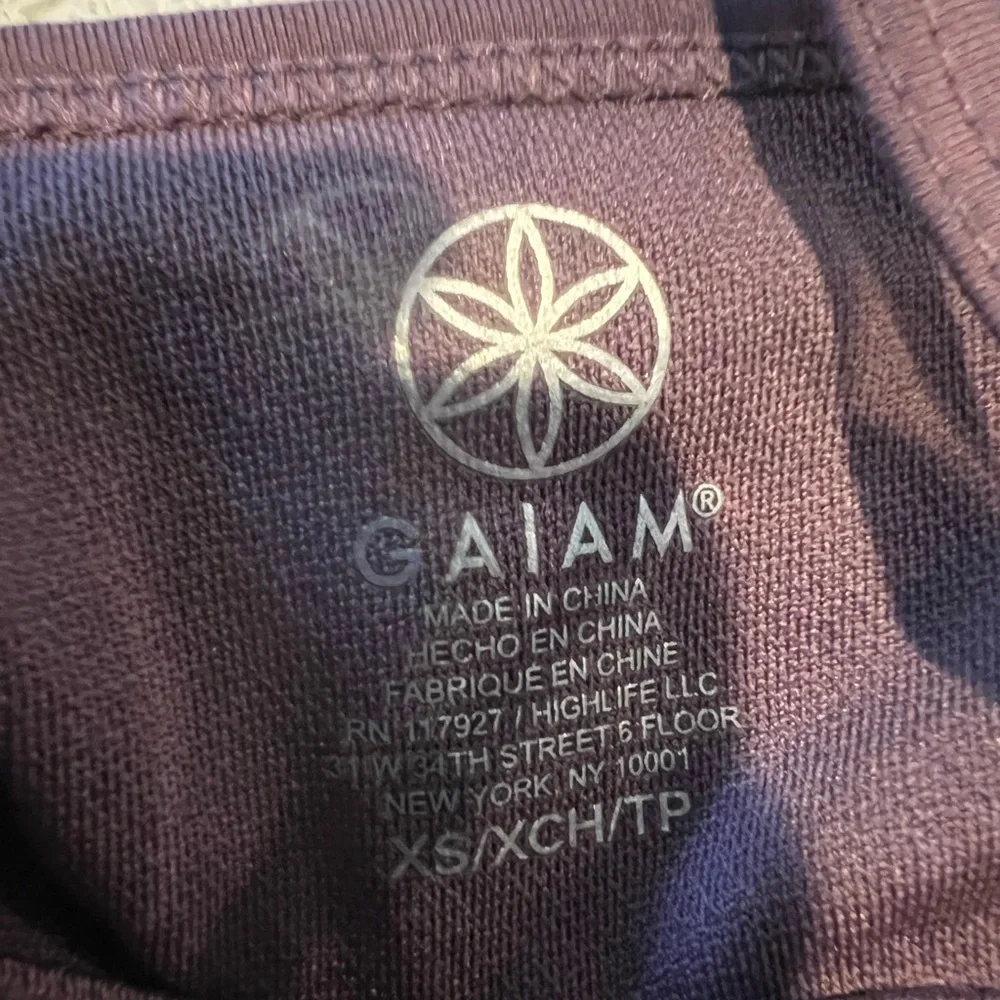 GAIAM®
MADE IN CHINA
HECHO EN CHINA
FABRIQUÉ EN CHINE
RN 117927 / HIGHLIFE LLC
31 W 34TH STREET 6 FLOOR
NEW YORK, NY 10001
XS/XCH/TP